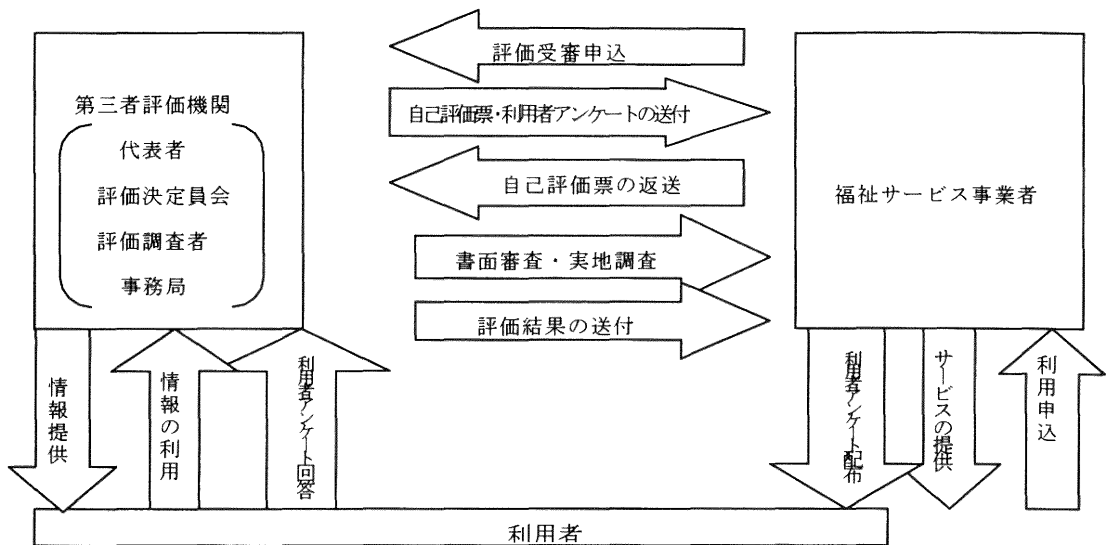 評価受審申込
第三者評価機関
代表者
評価決定員会
評価調査者
事務局
自己評価票・利用者アンケートの送付
自己評価票の返送
書面審査・実地調査
評価結果の送付
福祉サービス事業者
情報提供
情報の利用
利用者アンケート回答
利用者アンケート配布
サービスの提供
利用申込
利用者